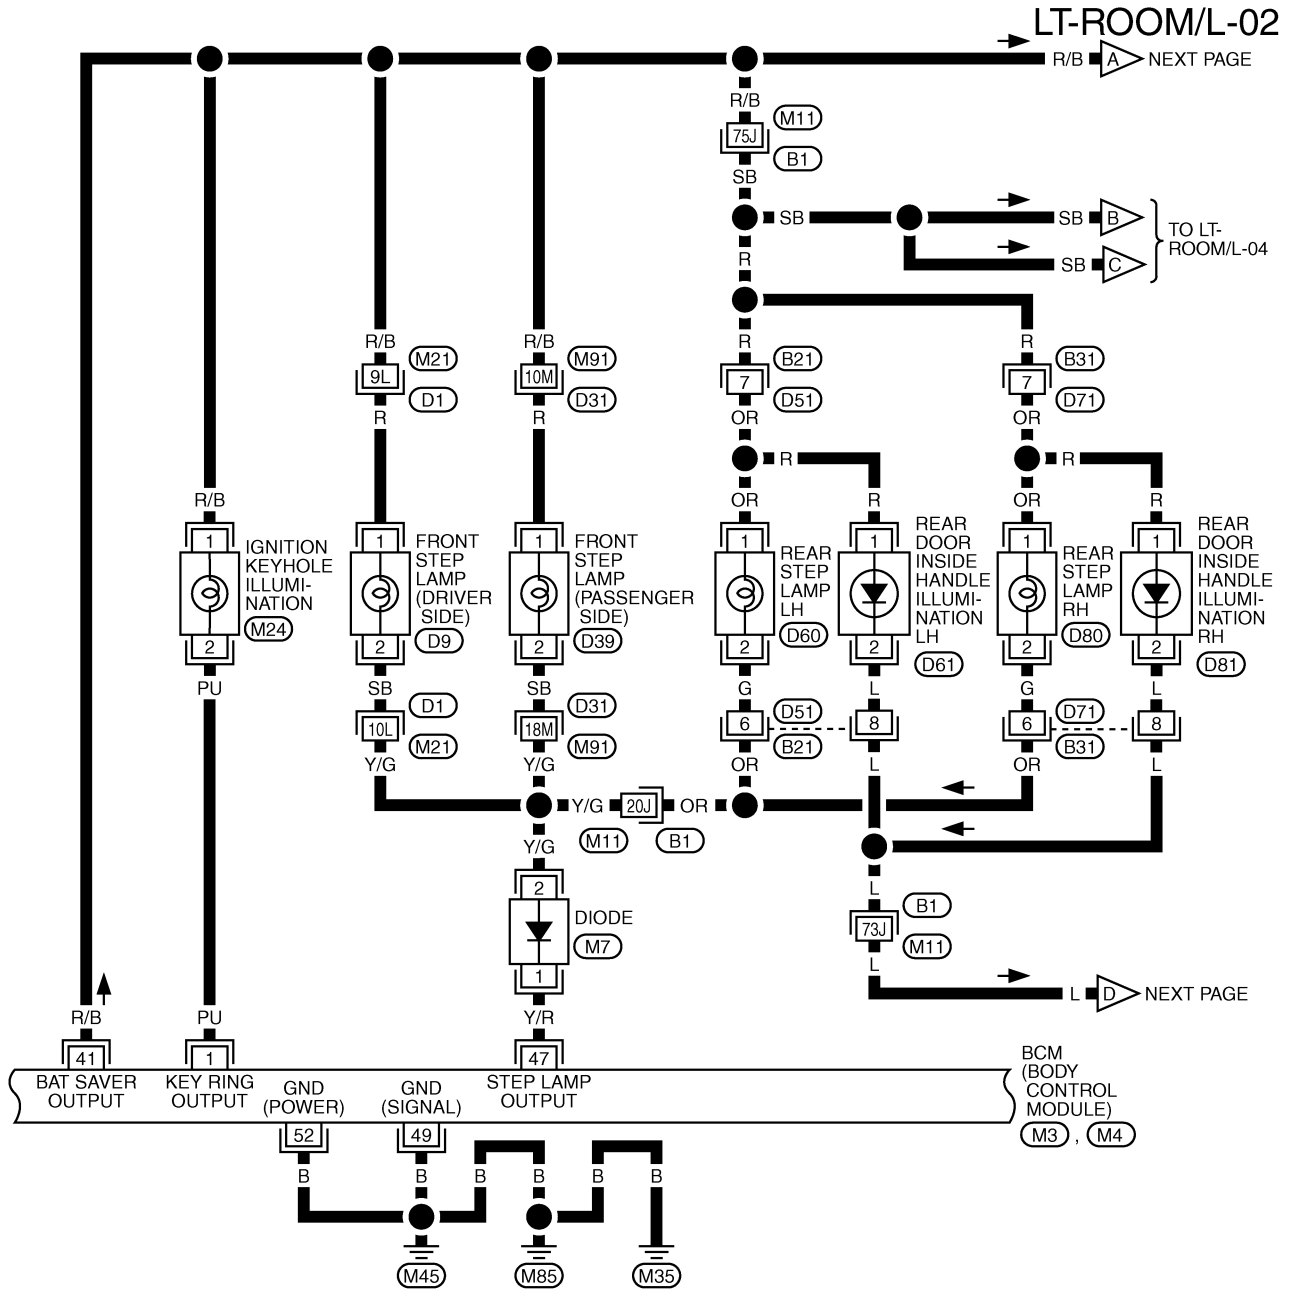 LT-ROOM/L-02
R/B A NEXT PAGE
R/B
M11
75J
B1
SB
SB
SB B
TO LT-
ROOM/L-04
R
SB C
R/B
M21
R/B
M91
R
B21
R
B31
9L
10M
7
7
D1
D31
D51
D71
R
R
OR
OR
R
R
R/B
OR
R
OR
R
1
IGNITION
KEYHOLE
ILLUMI-
NATION
M24
2
1
FRONT
STEP
LAMP
(DRIVER
SIDE)
D9
2
1
FRONT
STEP
LAMP
(PASSENGER
SIDE)
D39
2
1
REAR
STEP
LAMP
LH
D60
2
1
REAR
DOOR
INSIDE
HANDLE
ILLUMI-
NATION
LH
D61
2
1
REAR
STEP
LAMP
RH
D80
2
1
REAR
DOOR
INSIDE
HANDLE
ILLUMI-
NATION
RH
D81
2
PU
SB
SB
G
L
G
L
D1
D31
D51
D71
10L
18M
6
8
6
8
M21
M91
B21
B31
Y/G
Y/G
OR
L
OR
L
Y/G 20J OR
M11
B1
Y/G
2
DIODE
M7
1
L
B1
73J
M11
L
L D NEXT PAGE
R/B
PU
Y/R
41
1
47
BAT SAVER
OUTPUT
KEY RING
OUTPUT
GND
(POWER)
GND
(SIGNAL)
STEP LAMP
OUTPUT
BCM
(BODY
CONTROL
MODULE)
M3 , M4
52
49
B
B
B
B
B
B
M45
M85
M35